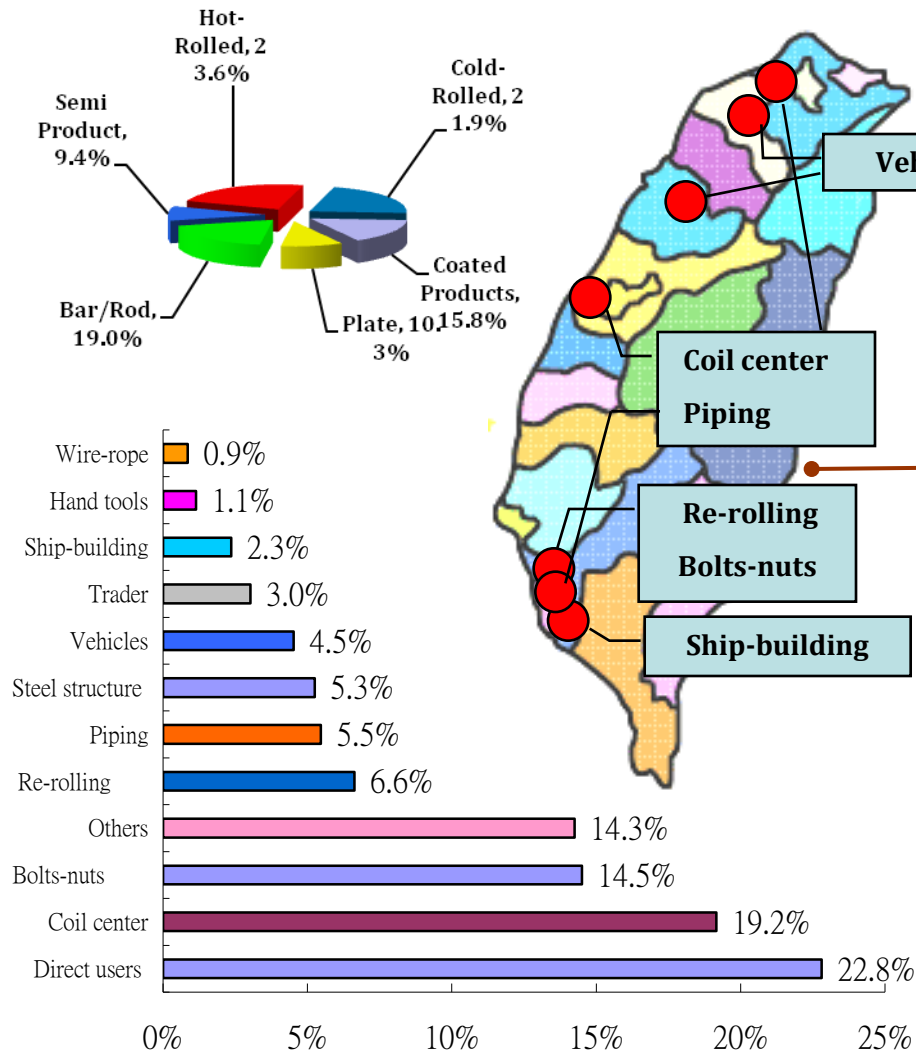 Hot-
Rolled, 2
3.6%
Cold-
Rolled, 2
1.9%
Semi
Product,
9.4%
Coated
Products,
15.8%
Bar/Rod,
19.0%
Plate, 10.
3%
Vel
Coil center
Piping
Re-rolling
Bolts-nuts
Ship-building
Wire-rope 0.9%
Hand tools 1.1%
Ship-building 2.3%
Trader 3.0%
Vehicles 4.5%
Steel structure 5.3%
Piping 5.5%
Re-rolling 6.6%
Others 14.3%
Bolts-nuts 14.5%
Coil center 19.2%
Direct users 22.8%
0% 5% 10% 15% 20% 25%